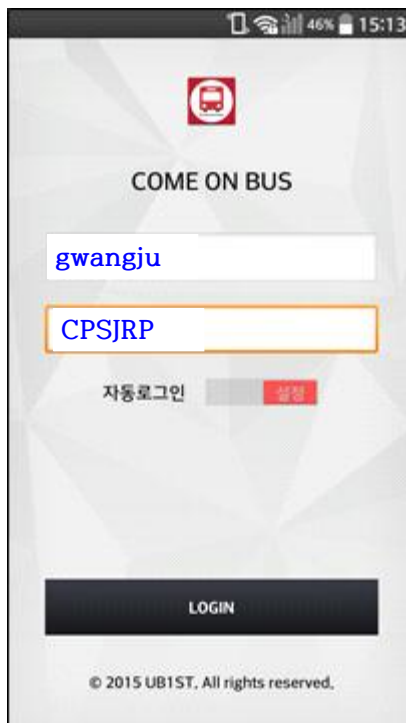 46% 15:13
COME ON BUS
gwangju
CPSJRP
자동로그인 설정
LOGIN
© 2015 UB1ST. All rights reserved.